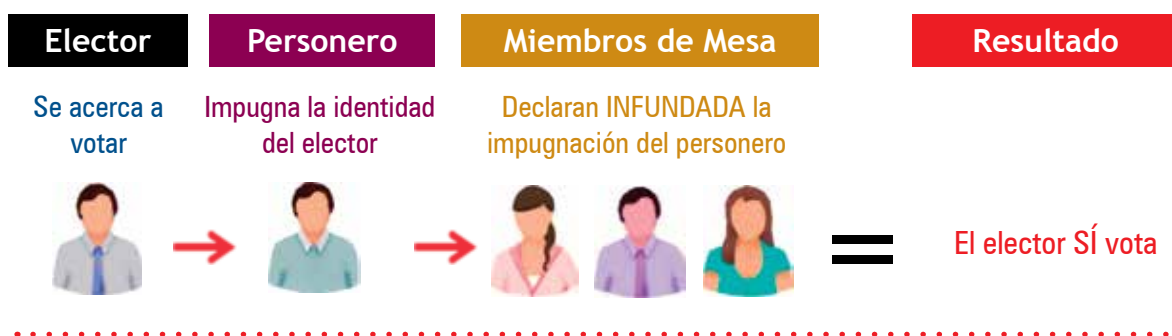 Elector
Personero
Miembros de Mesa
Resultado
Se acerca a
votar
Impugna la identidad
del elector
Declaran INFUNDADA la
impugnación del personero
El elector SÍ vota